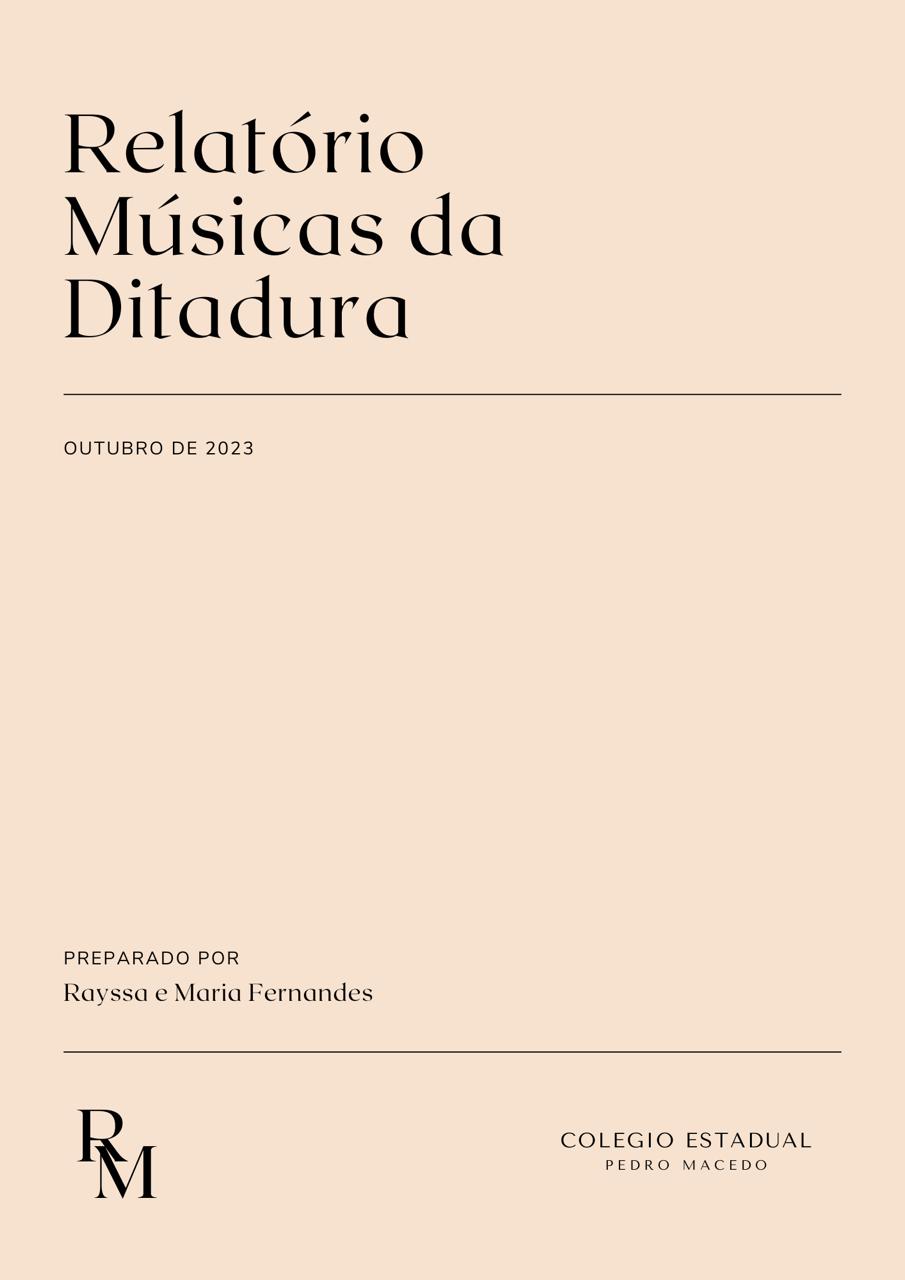 Relatório
Músicas da
Ditadura
OUTUBRO DE 2023
PREPARADO POR
Rayssa e Maria Fernandes
RM
COLEGIO ESTADUAL
PEDRO MACEDO